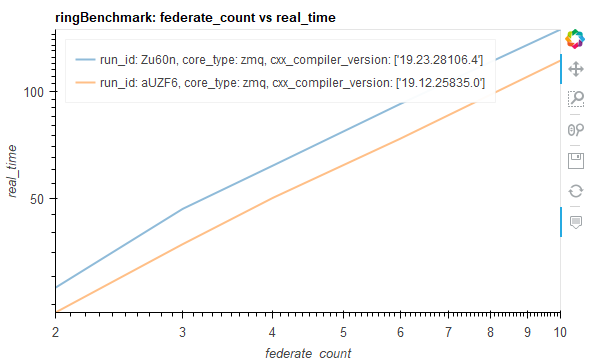 ringBenchmark: federate_count vs real_time
run_id: Zu60n, core_type: zmq, cxx_compiler_version: ['19.23.28106.4']
run_id: aUZF6, core_type: zmq, cxx_compiler_version: ['19.12.25835.0']
100
50
real_time
2 3 4 5 6 7 8 9 10
federate_count